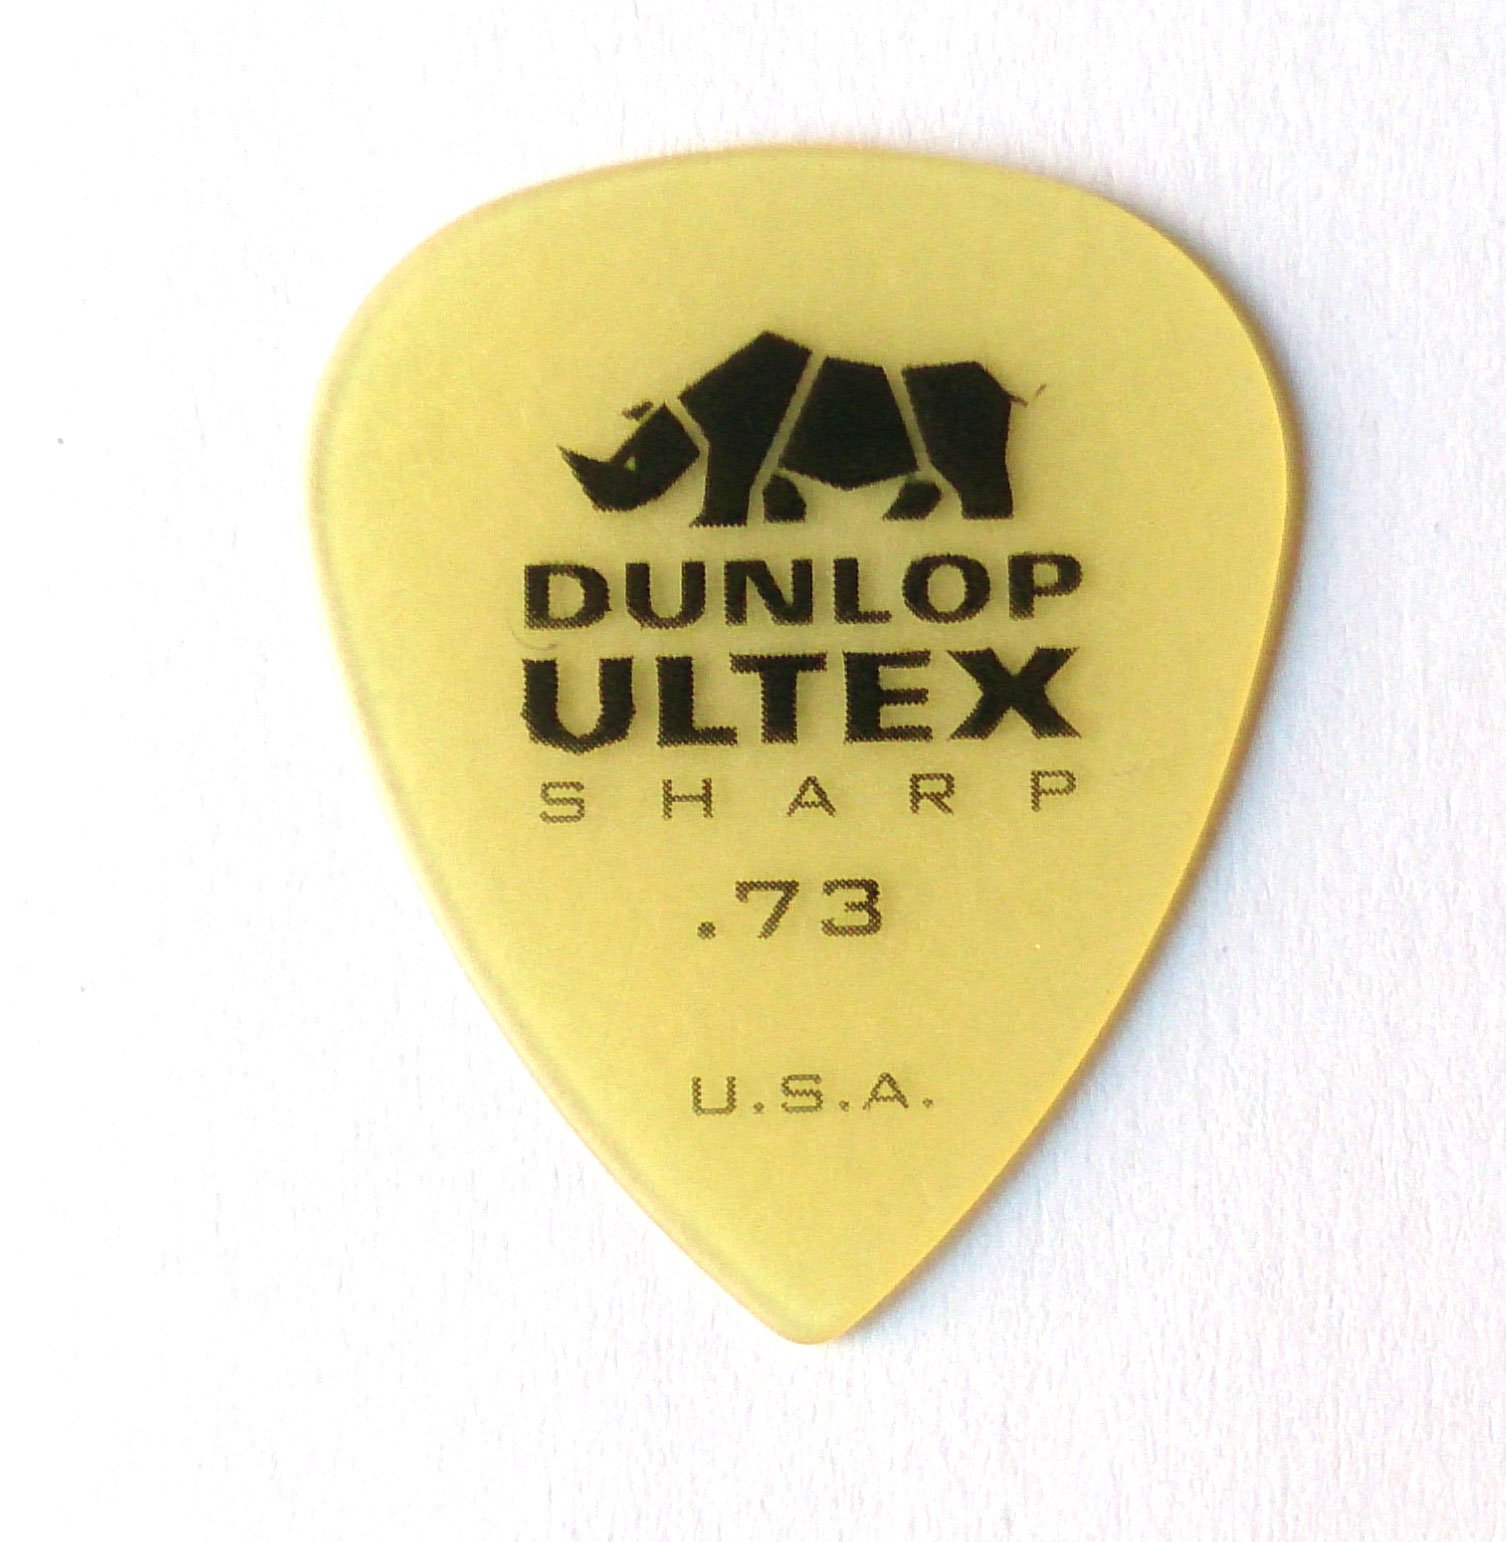 DUNLOP
ULTEX
SHARP
.73
U.S.A.